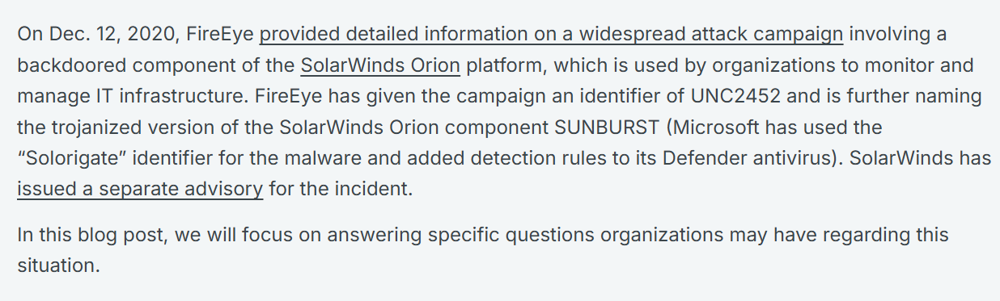 On Dec. 12, 2020, FireEye provided detailed information on a widespread attack campaign involving a
backdoored component of the SolarWinds Orion platform, which is used by organizations to monitor and
manage IT infrastructure. FireEye has given the campaign an identifier of UNC2452 and is further naming
the trojanized version of the SolarWinds Orion component SUNBURST (Microsoft has used the
“Solorigate” identifier for the malware and added detection rules to its Defender antivirus). SolarWinds has
issued a separate advisory for the incident.
In this blog post, we will focus on answering specific questions organizations may have regarding this
situation.